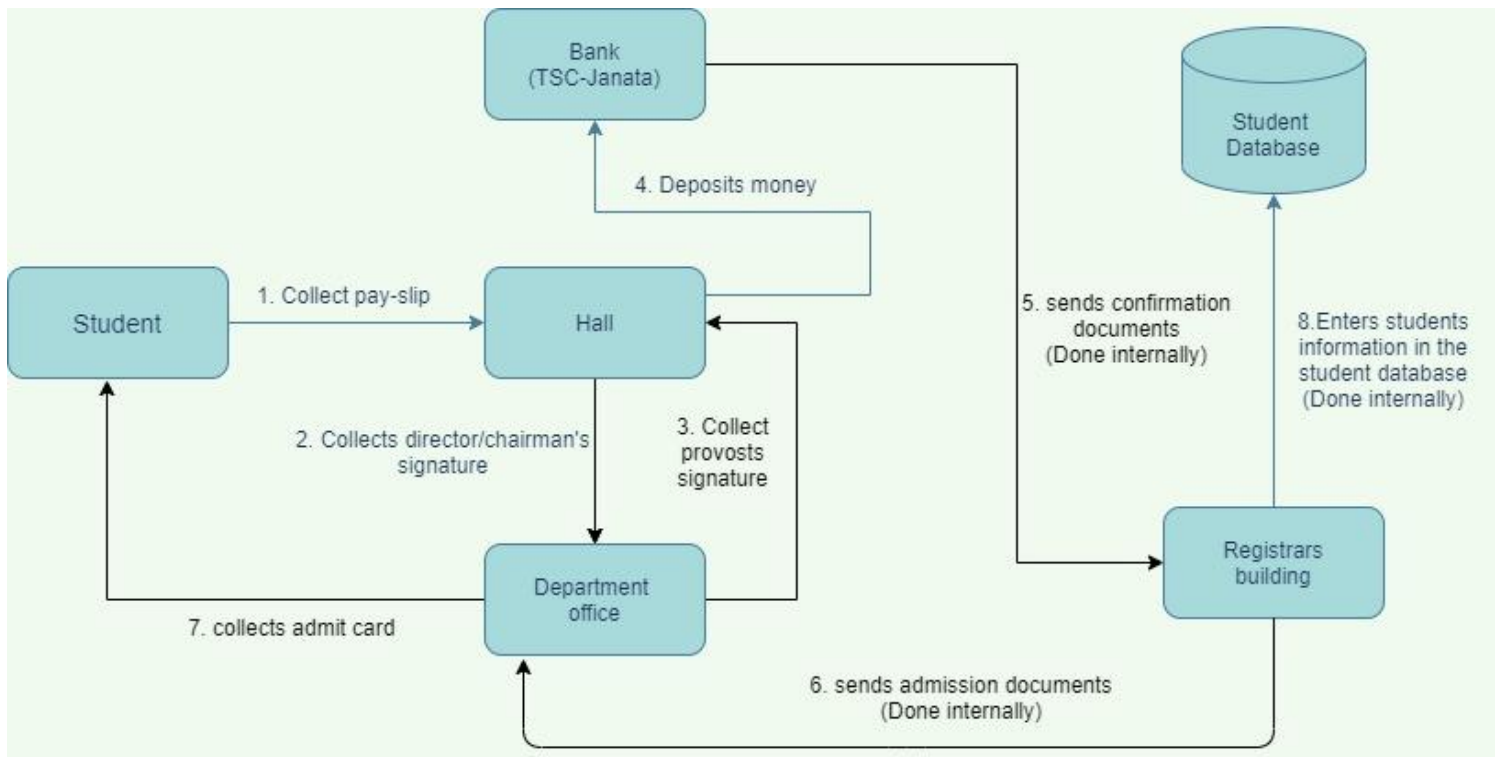 Bank
(TSC-Janata)
Student
Database
4. Deposits money
1. Collect pay-slip
Student
Hall
5. sends confirmation
documents
(Done internally)
8.Enters students
information in the
student database
(Done internally)
2. Collects director/chairman's
signature
3. Collect
provosts
signature
Registrars
building
Department
office
7. collects admit card
6. sends admission documents
(Done internally)